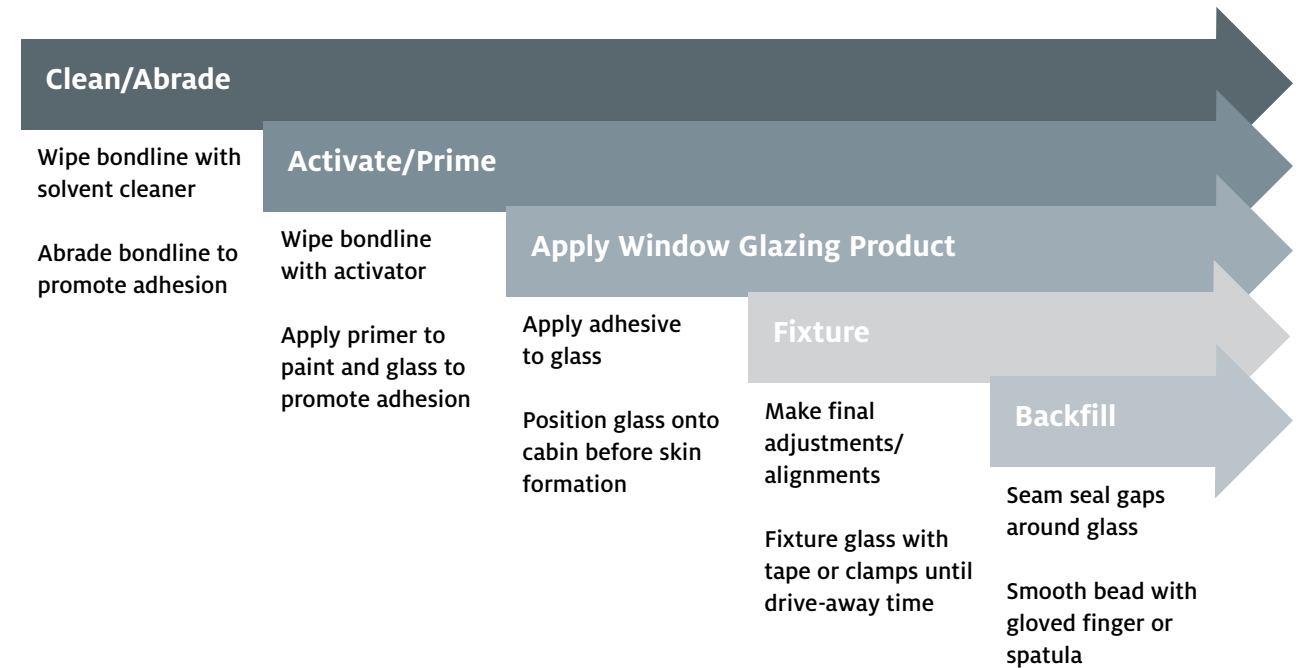 Clean/Abrade
Wipe bondline with
solvent cleaner
Abrade bondline to
promote adhesion
Activate/Prime
Wipe bondline
with activator
Apply primer to
paint and glass to
promote adhesion
Apply Window Glazing Product
Apply adhesive
to glass
Position glass onto
cabin before skin
formation
Fixture
Make final
adjustments/
alignments
Fixture glass with
tape or clamps until
drive-away time
Backfill
Seam seal gaps
around glass
Smooth bead with
gloved finger or
spatula